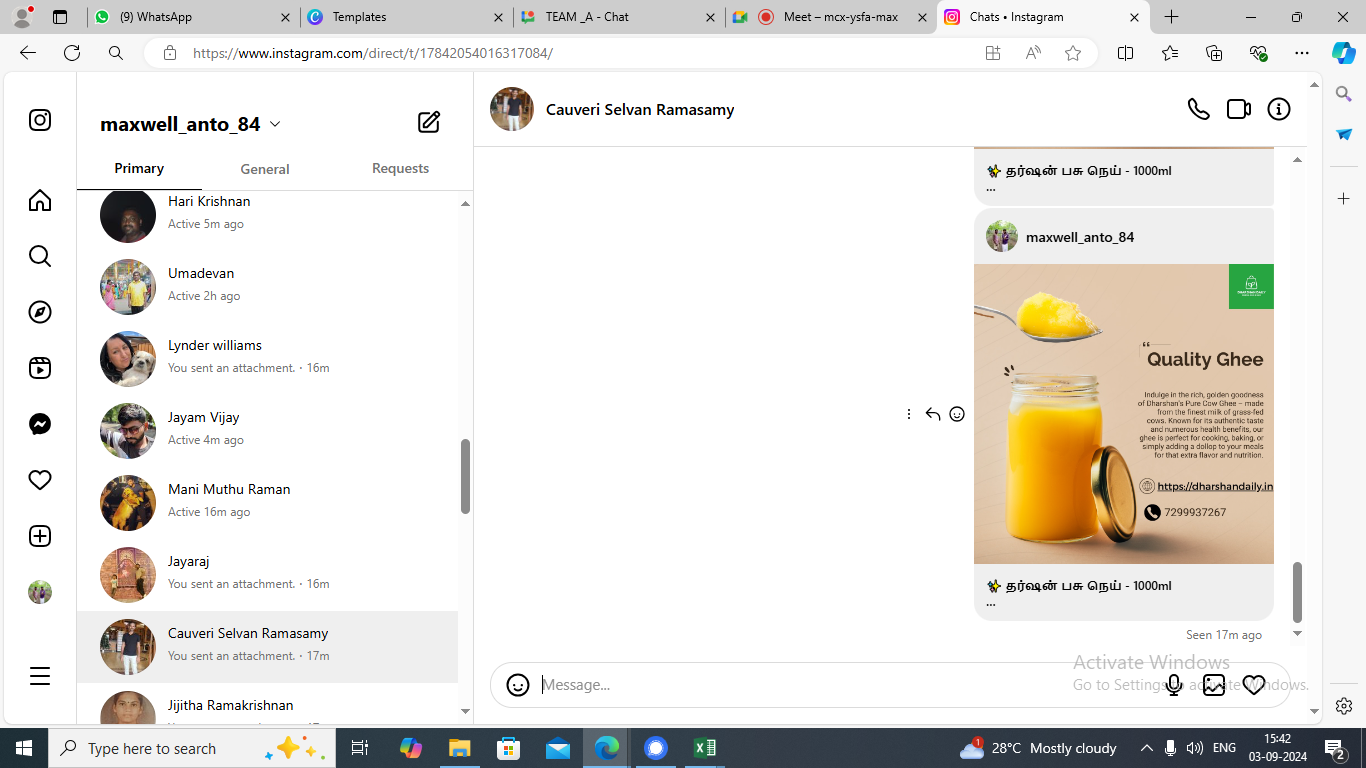 (9) WhatsApp
Templates
TEAM _A - Chat
Meet – mcx-ysfa-max
Chats • Instagram
https://www.instagram.com/direct/t/17842054016317084/
maxwell_anto_84
Primary
General
Requests
Hari Krishnan
Active 5m ago
Umadevan
Active 2h ago
Lynder williams
You sent an attachment. · 16m
Jayam Vijay
Active 4m ago
Mani Muthu Raman
Active 16m ago
Jayaraj
You sent an attachment. · 16m
Cauveri Selvan Ramasamy
You sent an attachment. · 17m
Jijitha Ramakrishnan
Cauveri Selvan Ramasamy
✨ தர்ஷன் பசு நெய் - 1000ml
...
maxwell_anto_84
DHARSHANDAILY
Quality Ghee
Indulge in the rich, golden goodness
of Dharshan's Pure Cow Ghee – made
from the finest milk of grass-fed
cows. Known for its authentic taste
and numerous health benefits, our
ghee is perfect for cooking, baking, or
simply adding a dollop to your meals
for that extra flavor and nutrition.
https://dharshandaily.in
7299937267
✨ தர்ஷன் பசு நெய் - 1000ml
...
Seen 17m ago
Message...
Activate Windows
Go to Settings to activate Windows.
Type here to search
1
28°C Mostly cloudy
ENG
15:42
03-09-2024
2